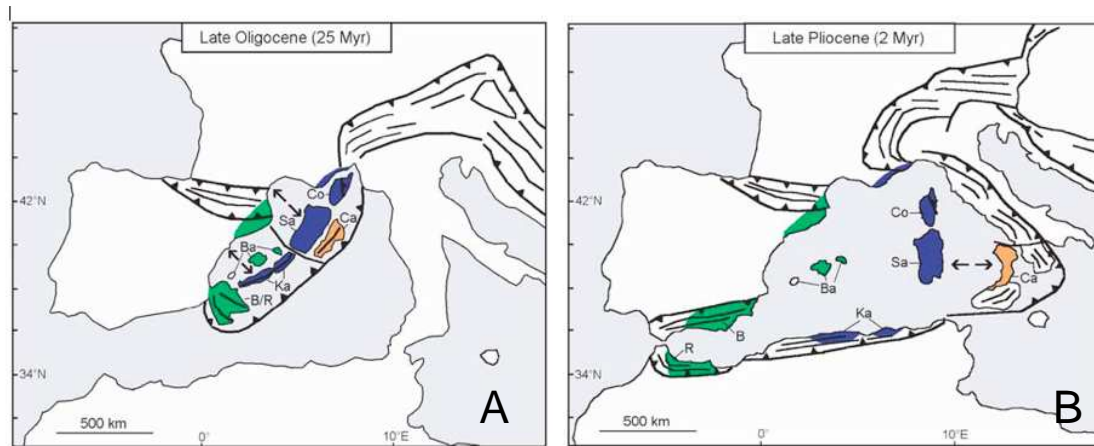 Late Oligocene (25 Myr)
42°N
Co
Sa
Ca
Ba
Ka
B/R
34°N
500 km
0°
10°E
A
Late Pliocene (2 Myr)
42°N
Co
Sa
Ca
Ba
Ka
B
R
34°N
500 km
0°
10°E
B